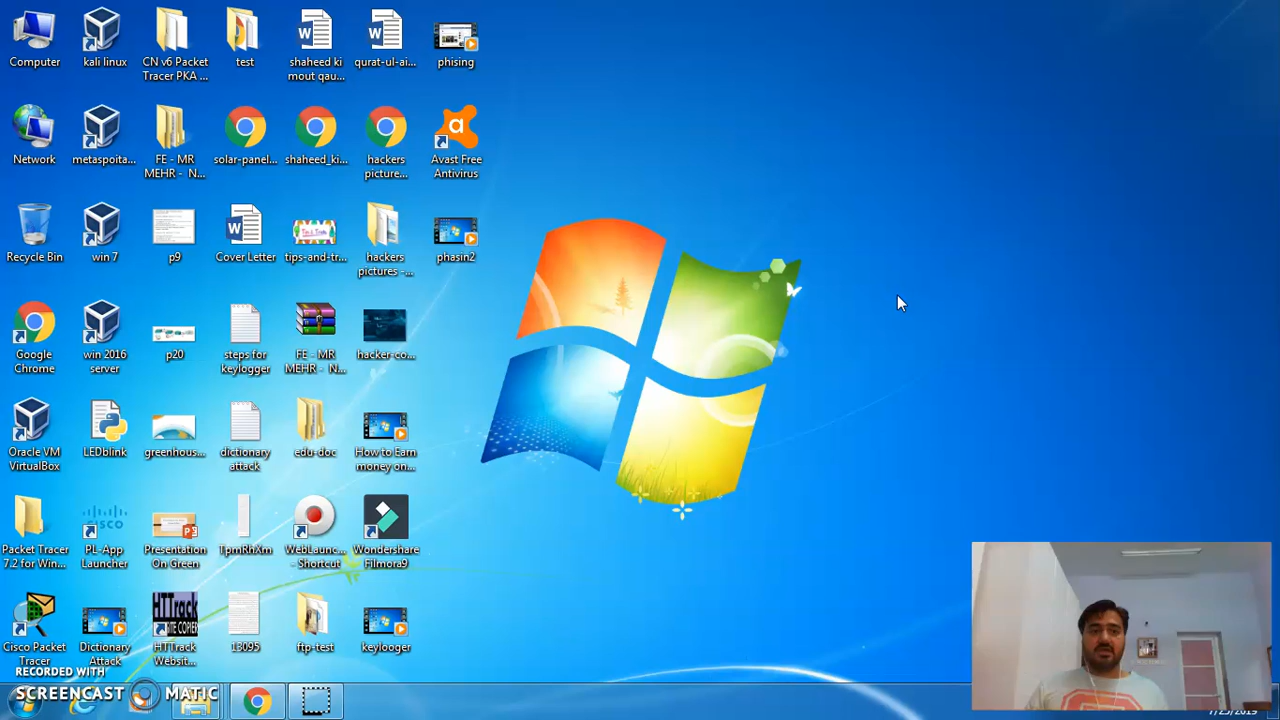 Computer
kali linux
CN v6 Packet
Tracer PKA ...
test
shaheed ki
mout qau...
qurat-ul-ai...
phising
Network
metaspoita...
FE - MR
MEHR - N...
solar-panel...
shaheed_ki...
hackers
picture...
Avast Free
Antivirus
Recycle Bin
win 7
p9
Cover Letter
tips-and-tr...
hackers
pictures -...
phasin2
Google
Chrome
win 2016
server
p20
steps for
keylogger
FE - MR
MEHR - N...
hacker-co...
Oracle VM
VirtualBox
LEDblink
greenhous...
dictionary
attack
edu-doc
How to Earn
money on...
Packet Tracer
7.2 for Win...
CISCO
PL-App
Launcher
Presentation
On Green
TpmRhXm
WebLaunc...
- Shortcut
Wondershare
Filmora9
Cisco Packet
Tracer
Dictionary
Attack
HTTrack
Websit...
13095
ftp-test
keylooger
RECORDED WITH
SCREENCAST MATIC
7/25/2019